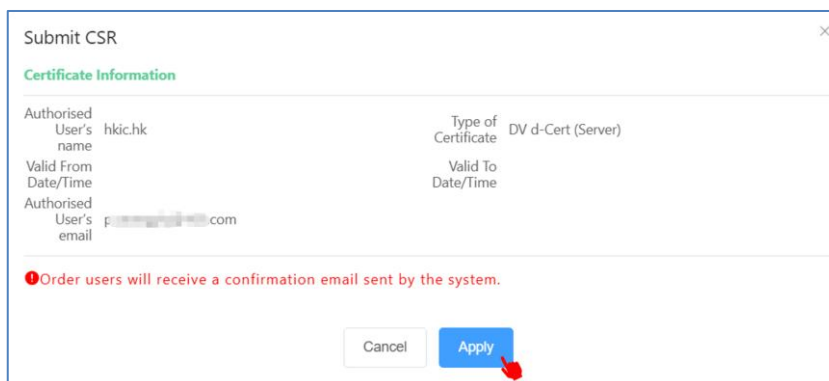 Submit CSR
Certificate Information
Authorised
User's
name
hkic.hk
Type of
Certificate
DV d-Cert (Server)
Valid From
Date/Time
Valid To
Date/Time
Authorised
User's
email
com
Order users will receive a confirmation email sent by the system.
Cancel
Apply